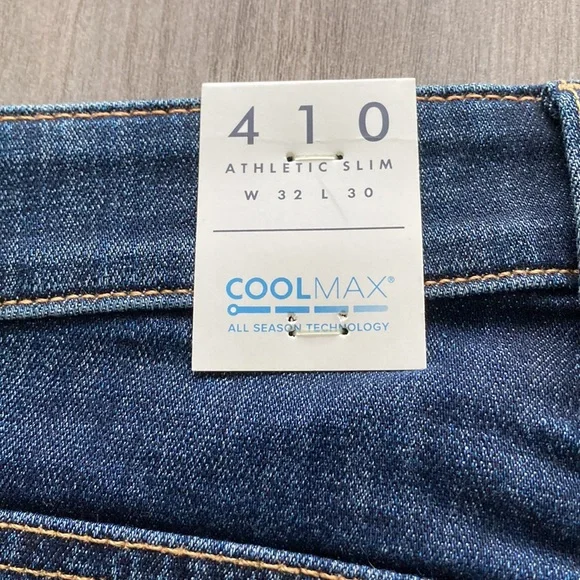 410
ATHLETIC SLIM
W 32 L 30
COOLMAX®
ALL SEASON TECHNOLOGY